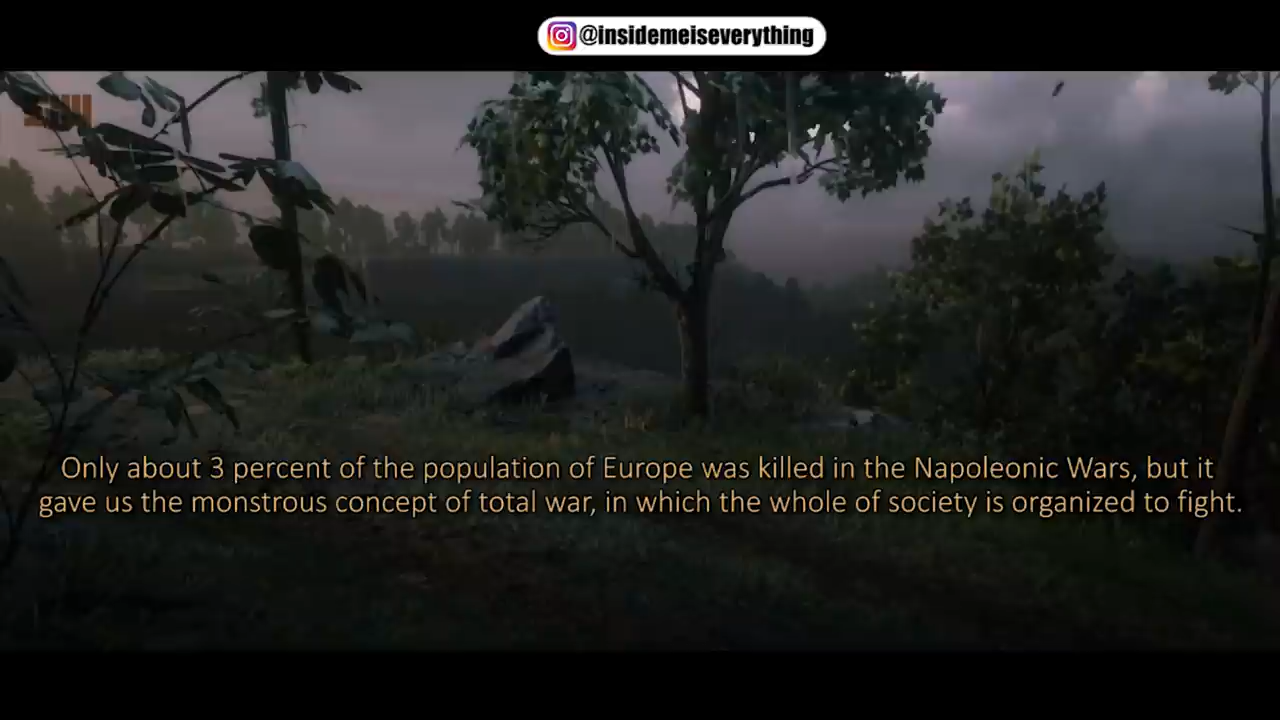 @insidemeiseverything
Only about 3 percent of the population of Europe was killed in the Napoleonic Wars, but it
gave us the monstrous concept of total war, in which the whole of society is organized to fight.